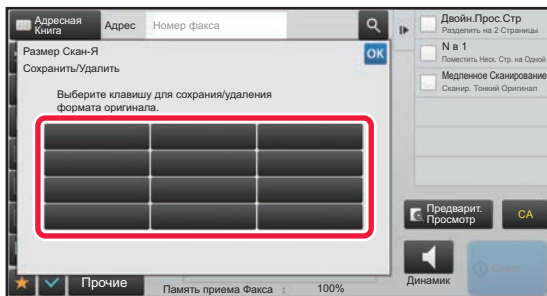 Адресная
Книга
Адрес
Номер факса
Размер Скан-Я
OK
Сохранить/Удалить
Выберите клавишу для сохрания/удаления
формата оригинала.
Прочие
Память приема Факса : 100%
Двойн.Прос.Стр
Разделить на 2 Страницы
N в 1
Поместить Неск. Стр. на Одной
Медленное Сканирование
Сканир. Тонкий Оригинал
Предварит.
Просмотр
CA
Динамик
Старт